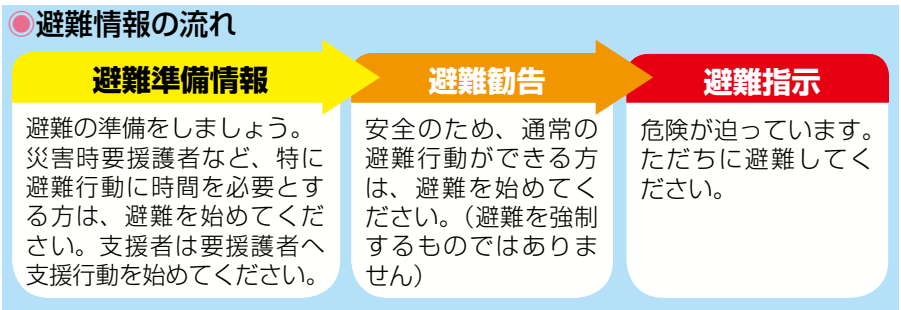 ◉避難情報の流れ
避難準備情報
避難の準備をしましょう。
災害時要援護者など、特に
避難行動に時間を必要とす
る方は、避難を始めてくだ
さい。支援者は要援護者へ
支援行動を始めてください。
避難勧告
安全のため、通常の
避難行動ができる方
は、避難を始めてく
ださい。（避難を強制
するものではありま
せん）
避難指示
危険が迫っています。
ただちに避難してく
ださい。